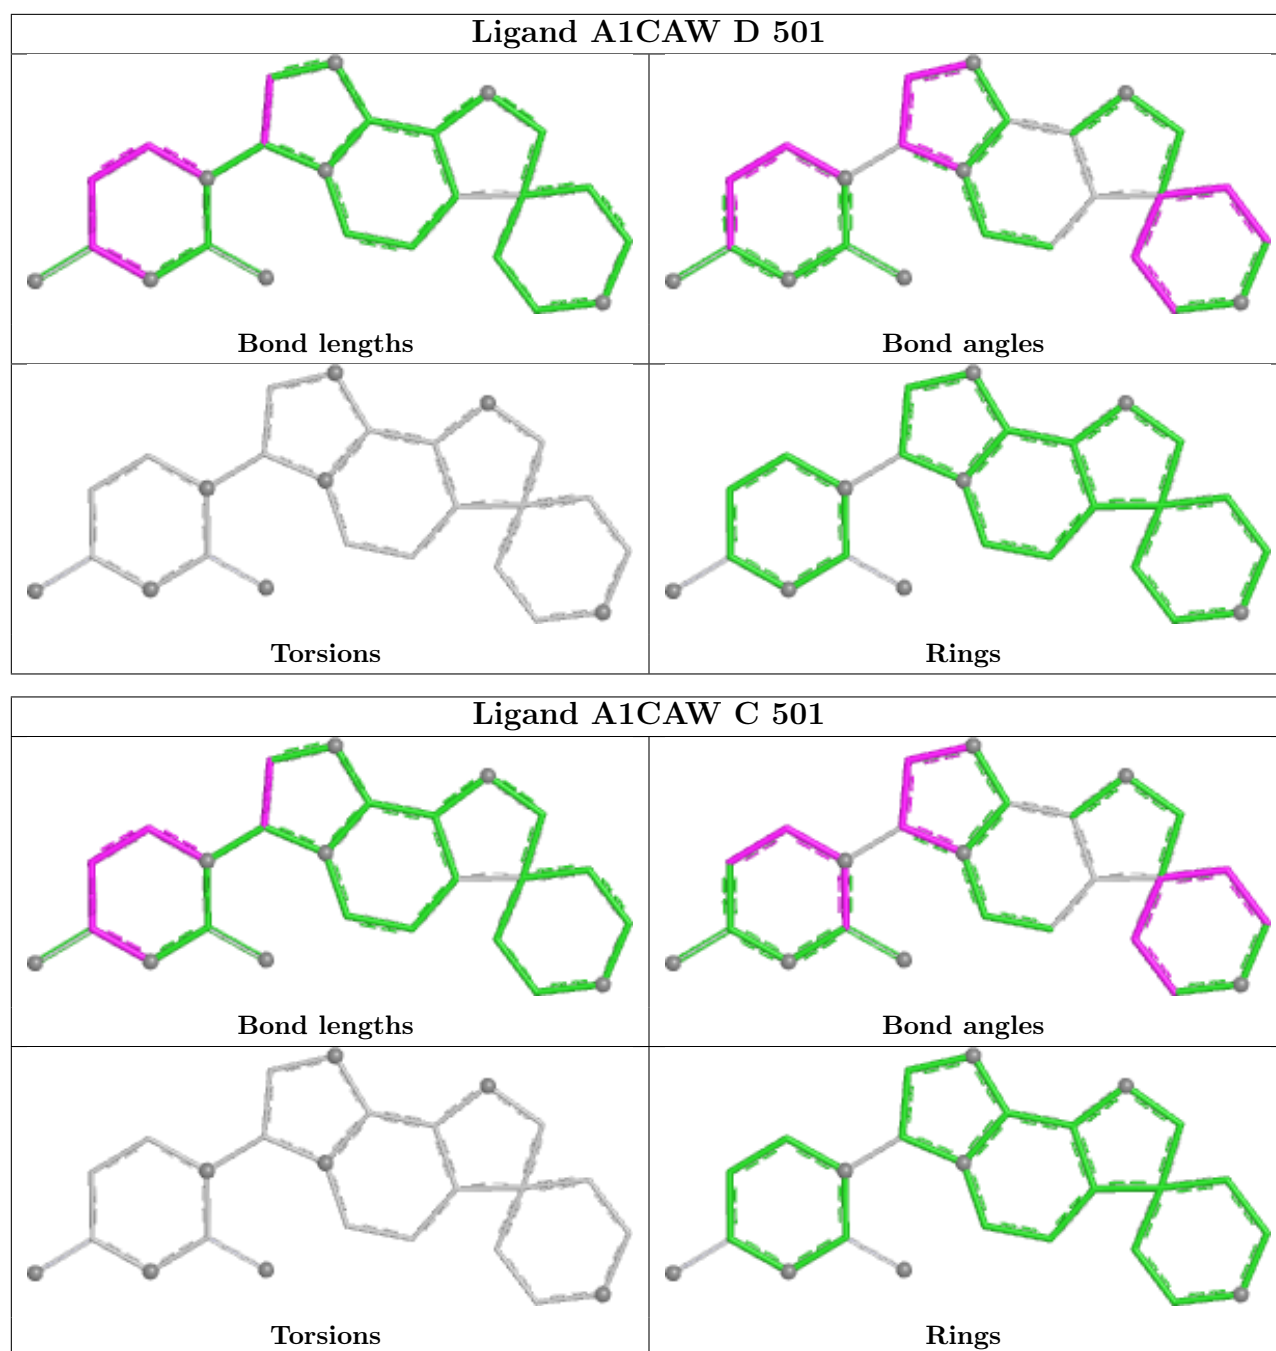 Ligand A1CAW D 501
Bond lengths
Bond angles
Torsions
Rings
Ligand A1CAW C 501
Bond lengths
Bond angles
Torsions
Rings